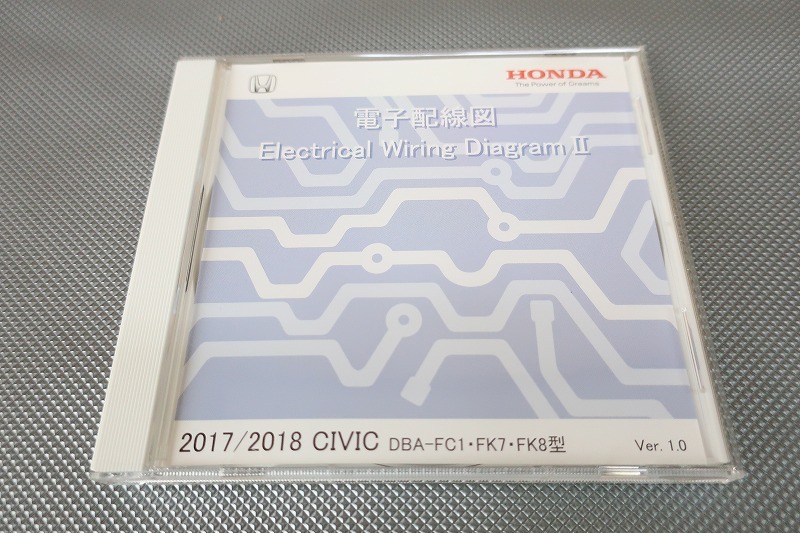 HONDA
The Power of Dreams
電子配線図
Electrical Wiring Diagram II
2017/2018 CIVIC DBA-FC1・FK7・FK8型 Ver. 1.0